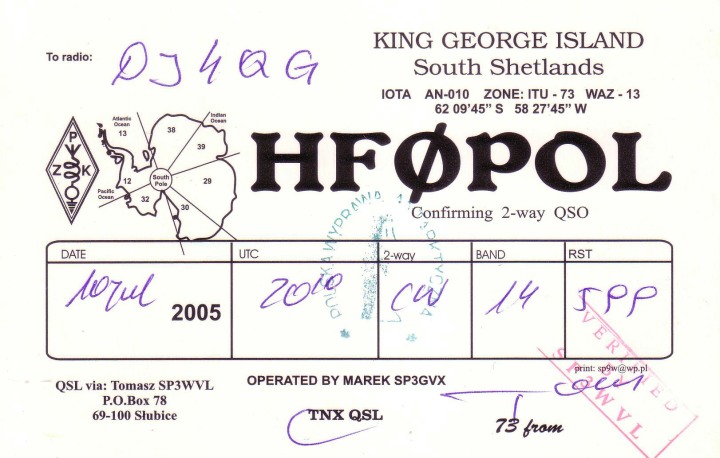 To radio: DJ4QG
KING GEORGE ISLAND
South Shetlands
IOTA AN-010 ZONE: ITU - 73 WAZ - 13
62 09'45" S 58 27'45" W
P
Z K
Atlantic
Ocean
13
38
Indian
Ocean
39
12
South
Pole
29
Pacific
Ocean
32
30
HFØPOL
Confirming 2-way QSO
DATE UTC 2-way BAND RST
10 jul 2005 2010 CW 14 599
print: sp9w@wp.pl
VERIFIED
BY
SP3WVL
QSL via: Tomasz SP3WVL
P.O.Box 78
69-100 Słubice
OPERATED BY MAREK SP3GVX
TNX QSL
73 from